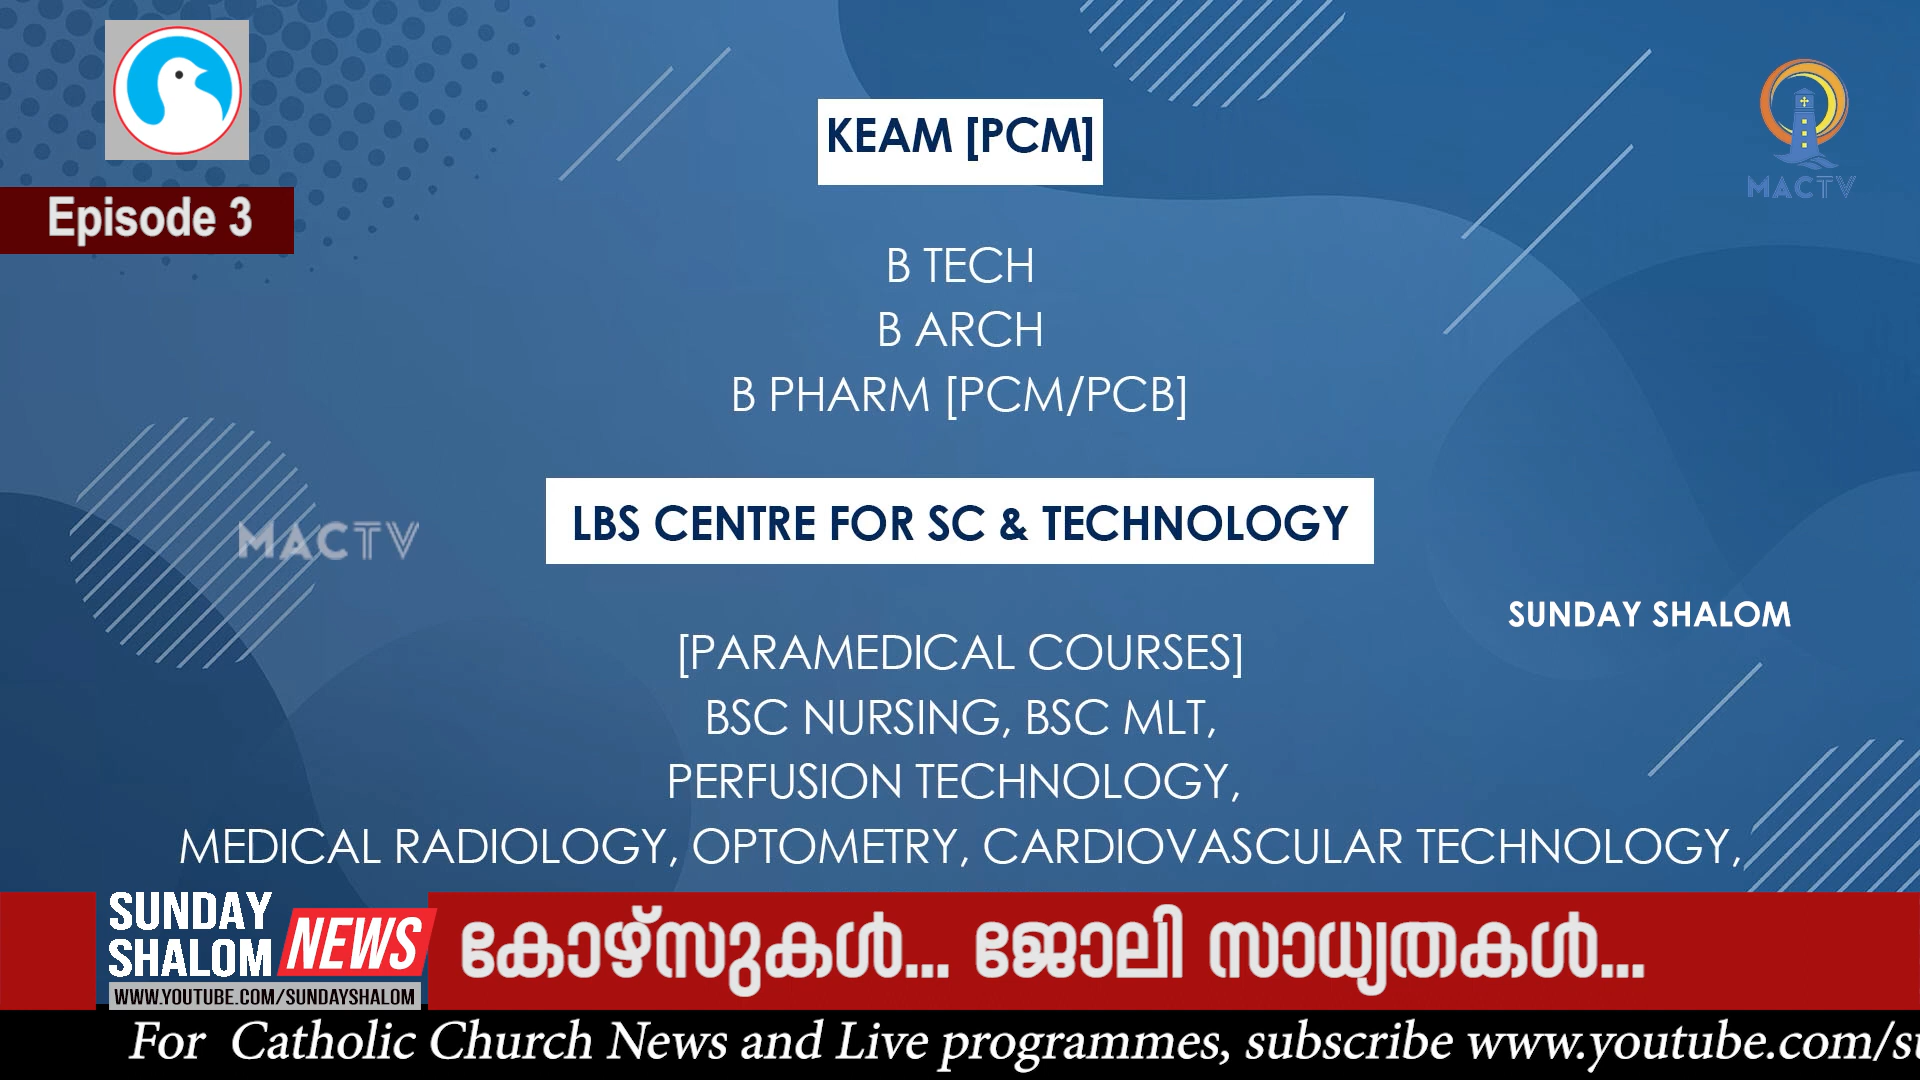 KEAM [PCM]
MACTV
Episode 3
B TECH
B ARCH
B PHARM [PCM/PCB]
LBS CENTRE FOR SC & TECHNOLOGY
MACTV
SUNDAY SHALOM
[PARAMEDICAL COURSES]
BSC NURSING, BSC MLT,
PERFUSION TECHNOLOGY,
MEDICAL RADIOLOGY, OPTOMETRY, CARDIOVASCULAR TECHNOLOGY,
SUNDAY
SHALOM NEWS
WWW.YOUTUBE.COM/SUNDAYSHALOM
കോഴ്സുകൾ... ജോലി സാധ്യതകൾ...
For Catholic Church News and Live programmes, subscribe www.youtube.com/su